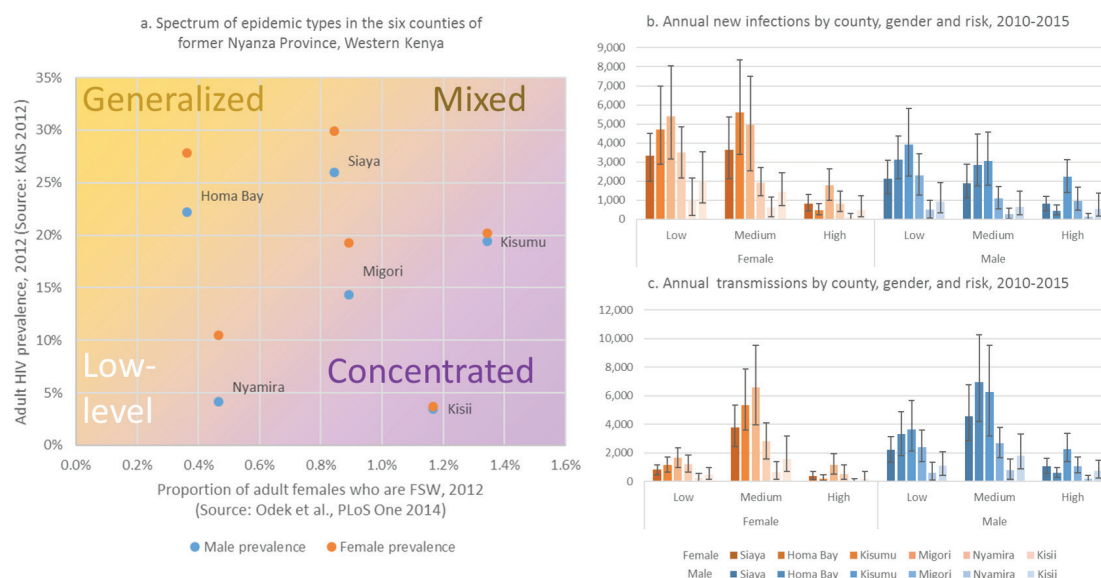 a. Spectrum of epidemic types in the six counties of
former Nyanza Province, Western Kenya
Adult HIV prevalence, 2012 (Source: KAIS 2012)
35%
30%
25%
20%
15%
10%
5%
0%
Generalized
Mixed
Siaya
Homa Bay
Kisumu
Migori
Low-
level
Concentrated
Nyamira
Kisii
0.0%
0.2%
0.4%
0.6%
0.8%
1.0%
1.2%
1.4%
1.6%
Proportion of adult females who are FSW, 2012
(Source: Odek et al., PLoS One 2014)
Male prevalence
Female prevalence
b. Annual new infections by county, gender and risk, 2010-2015
9,000
8,000
7,000
6,000
5,000
4,000
3,000
2,000
1,000
0
Low
Medium
High
Low
Medium
High
Female
Male
c. Annual transmissions by county, gender, and risk, 2010-2015
12,000
10,000
8,000
6,000
4,000
2,000
0
Low
Medium
High
Low
Medium
High
Female
Male
Female Siaya Homa Bay Kisumu Migori Nyamira Kisii
Male Siaya Homa Bay Kisumu Migori Nyamira Kisii